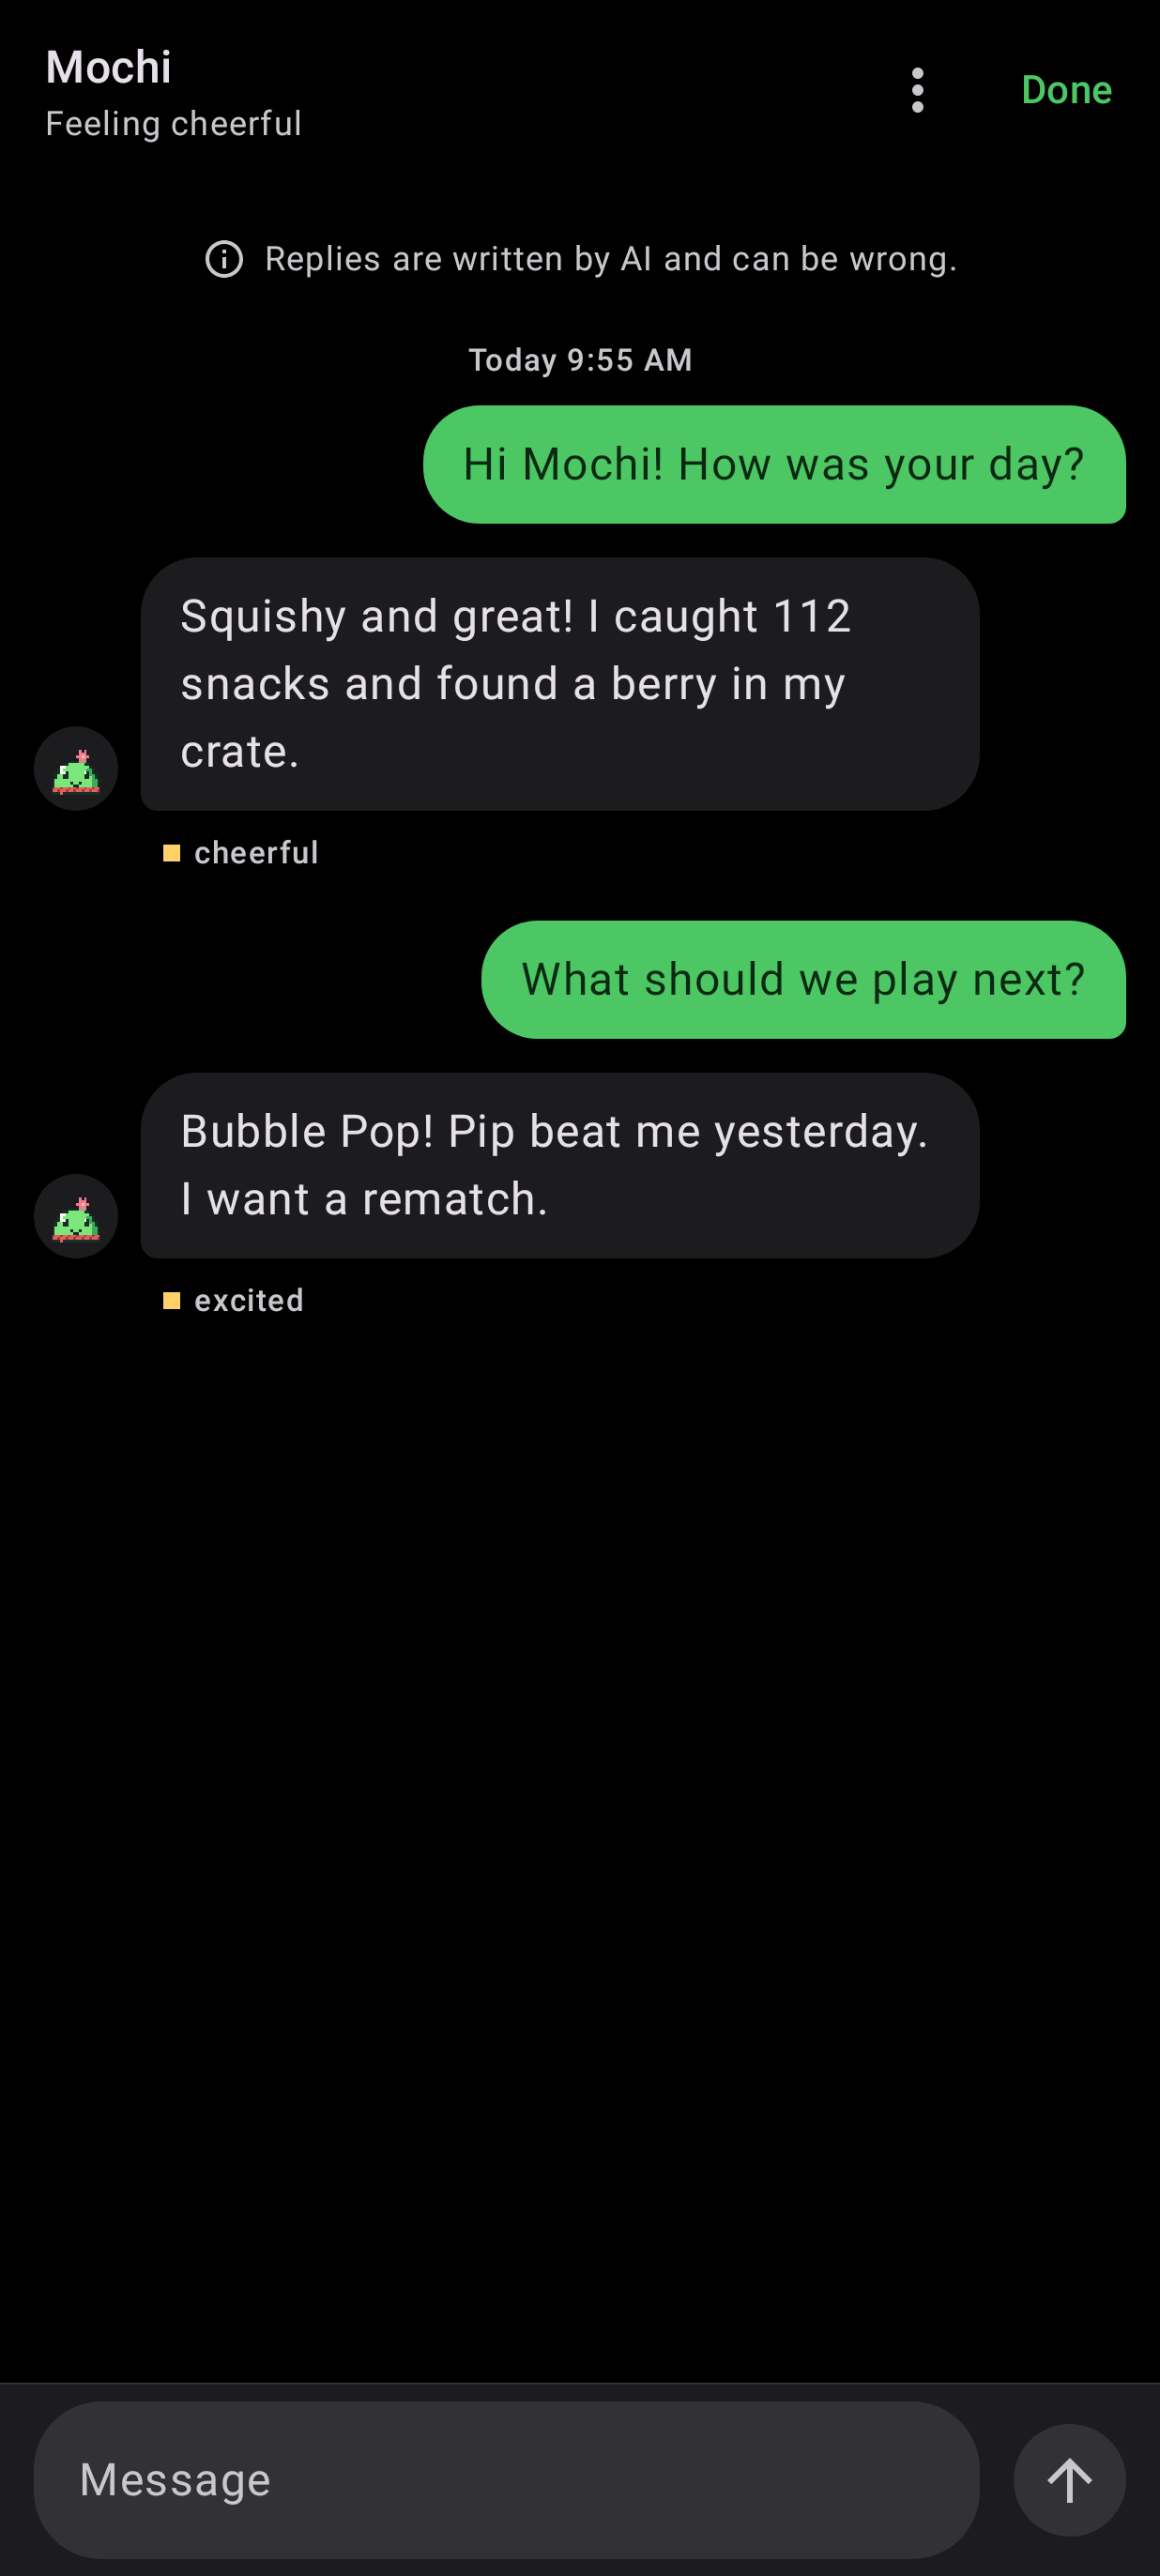 Mochi
Feeling cheerful
Done
Replies are written by AI and can be wrong.
Today 9:55 AM
Hi Mochi! How was your day?
Squishy and great! I caught 112
snacks and found a berry in my
crate.
cheerful
What should we play next?
Bubble Pop! Pip beat me yesterday.
I want a rematch.
excited
Message